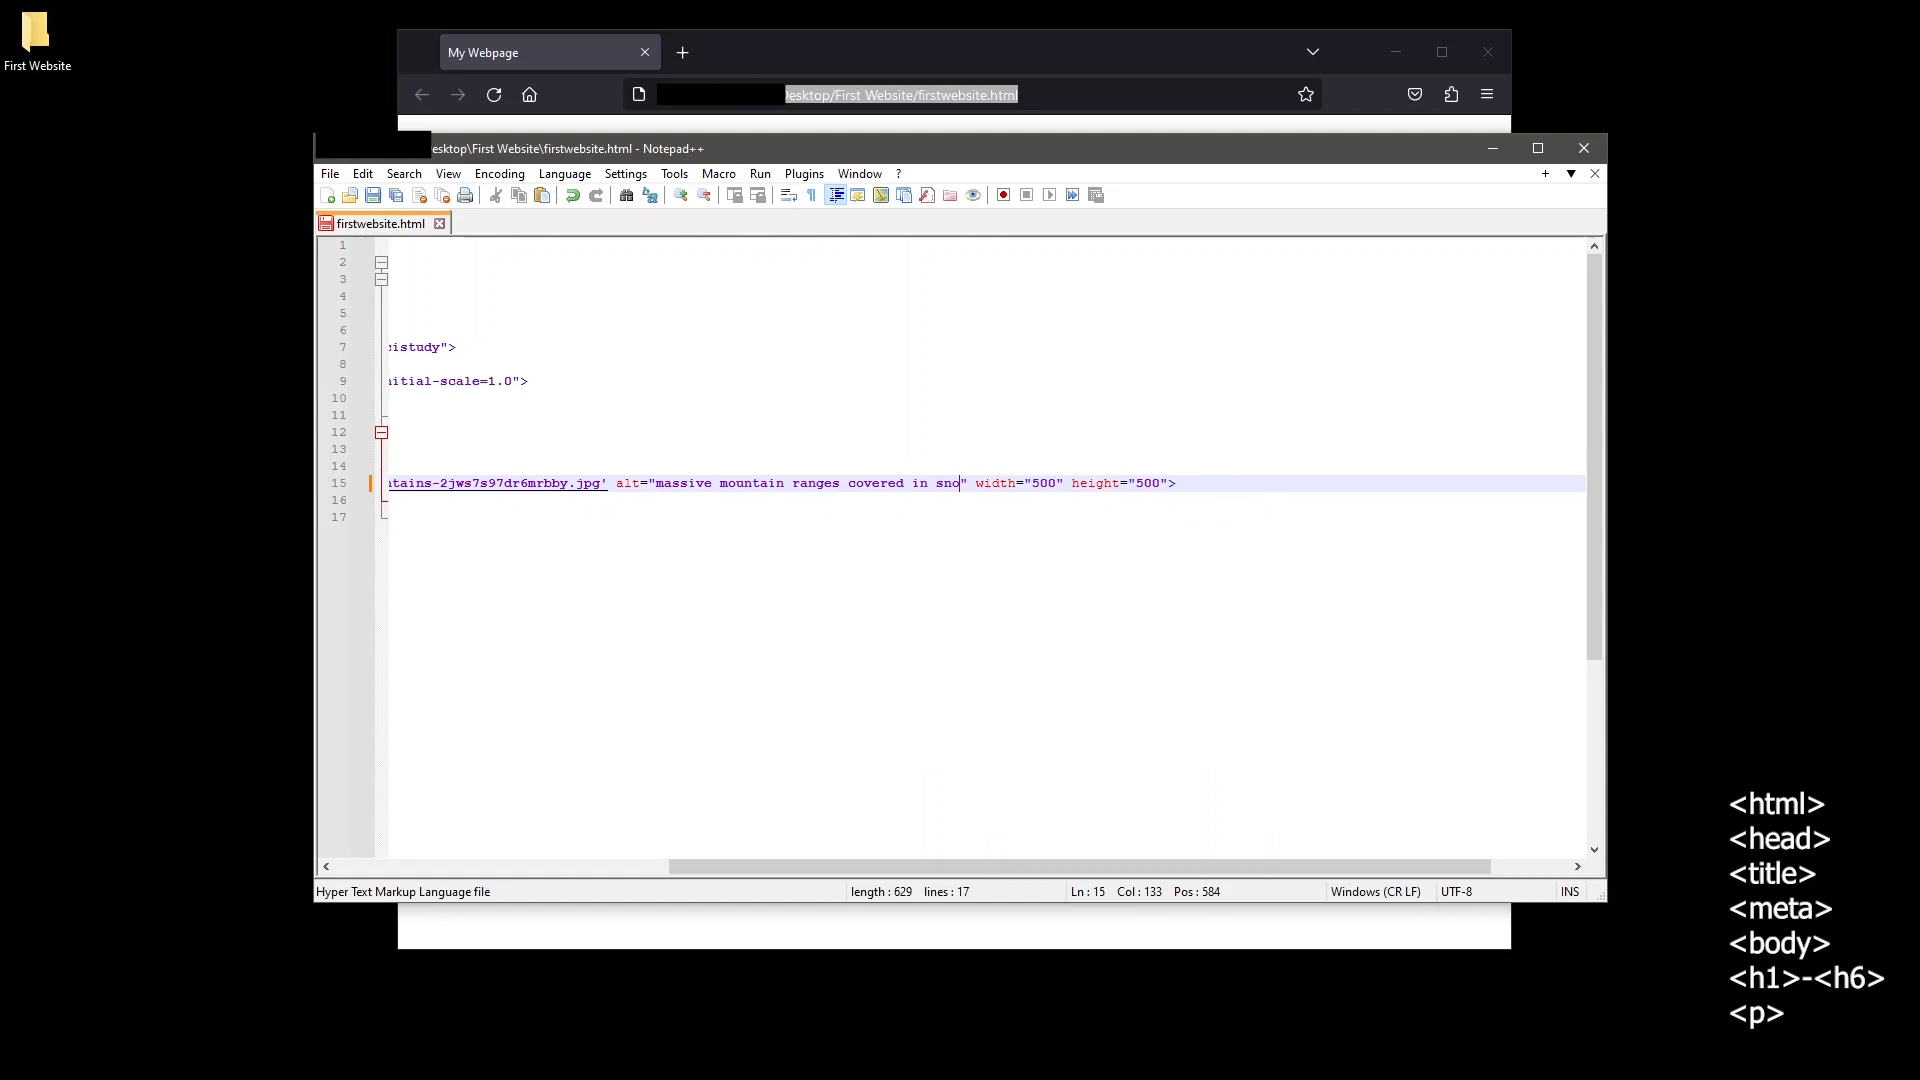 First Website
My Webpage
Desktop/First Website/firstwebsite.html
esktop\First Website\firstwebsite.html - Notepad++
File Edit Search View Encoding Language Settings Tools Macro Run Plugins Window ?
firstwebsite.html
1
2
3
4
5
6
7 cistudy">
8
9 nitial-scale=1.0">
10
11
12
13
14
15 ntains-2jws7s97dr6mrbby.jpg' alt="massive mountain ranges covered in sno" width="500" height="500">
16
17
Hyper Text Markup Language file length : 629 lines : 17 Ln : 15 Col : 133 Pos : 584 Windows (CR LF) UTF-8 INS
<html>
<head>
<title>
<meta>
<body>
<h1>-<h6>
<p>